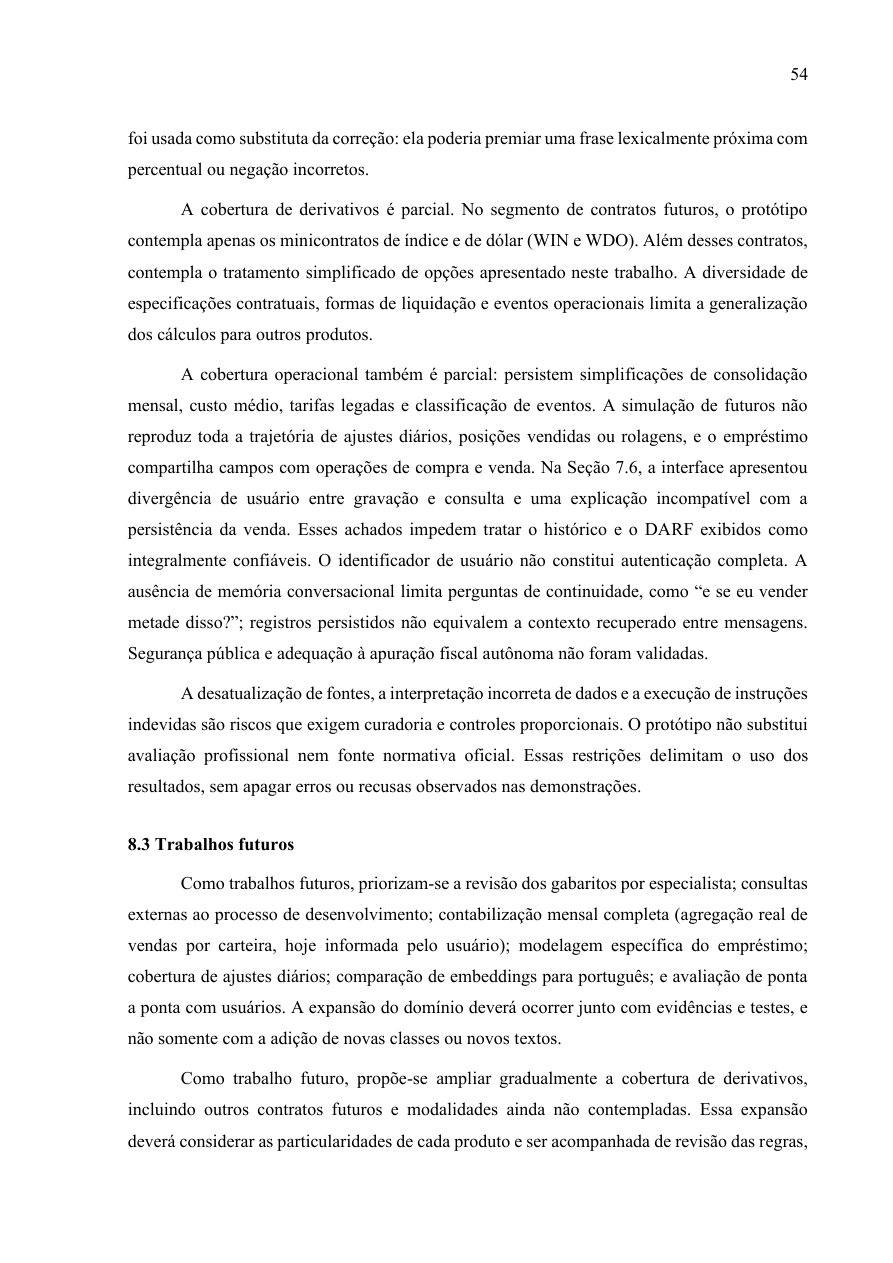 54
foi usada como substituta da correção: ela poderia premiar uma frase lexicalmente próxima com
percentual ou negação incorretos.
A cobertura de derivativos é parcial. No segmento de contratos futuros, o protótipo
contempla apenas os minicontratos de índice e de dólar (WIN e WDO). Além desses contratos,
contempla o tratamento simplificado de opções apresentado neste trabalho. A diversidade de
especificações contratuais, formas de liquidação e eventos operacionais limita a generalização
dos cálculos para outros produtos.
A cobertura operacional também é parcial: persistem simplificações de consolidação
mensal, custo médio, tarifas legadas e classificação de eventos. A simulação de futuros não
reproduz toda a trajetória de ajustes diários, posições vendidas ou rolagens, e o empréstimo
compartilha campos com operações de compra e venda. Na Seção 7.6, a interface apresentou
divergência de usuário entre gravação e consulta e uma explicação incompatível com a
persistência da venda. Esses achados impedem tratar o histórico e o DARF exibidos como
integralmente confiáveis. O identificador de usuário não constitui autenticação completa. A
ausência de memória conversacional limita perguntas de continuidade, como “e se eu vender
metade disso?”; registros persistidos não equivalem a contexto recuperado entre mensagens.
Segurança pública e adequação à apuração fiscal autônoma não foram validadas.
A desatualização de fontes, a interpretação incorreta de dados e a execução de instruções
indevidas são riscos que exigem curadoria e controles proporcionais. O protótipo não substitui
avaliação profissional nem fonte normativa oficial. Essas restrições delimitam o uso dos
resultados, sem apagar erros ou recusas observados nas demonstrações.
8.3 Trabalhos futuros
Como trabalhos futuros, priorizam-se a revisão dos gabaritos por especialista; consultas
externas ao processo de desenvolvimento; contabilização mensal completa (agregação real de
vendas por carteira, hoje informada pelo usuário); modelagem específica do empréstimo;
cobertura de ajustes diários; comparação de embeddings para português; e avaliação de ponta
a ponta com usuários. A expansão do domínio deverá ocorrer junto com evidências e testes, e
não somente com a adição de novas classes ou novos textos.
Como trabalho futuro, propõe-se ampliar gradualmente a cobertura de derivativos,
incluindo outros contratos futuros e modalidades ainda não contempladas. Essa expansão
deverá considerar as particularidades de cada produto e ser acompanhada de revisão das regras,